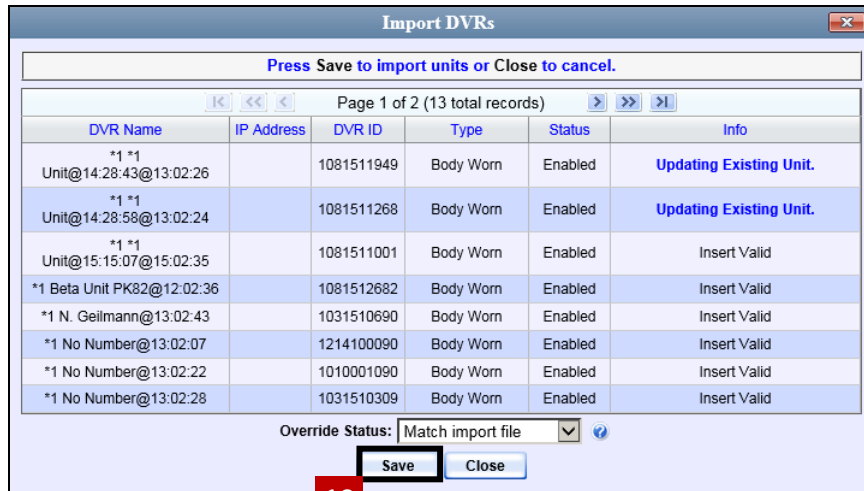 Import DVRs
Press Save to import units or Close to cancel.
Page 1 of 2 (13 total records)
DVR Name IP Address DVR ID Type Status Info
*1 *1
Unit@14:28:43@13:02:26 1081511949 Body Worn Enabled Updating Existing Unit.
*1 *1
Unit@14:28:58@13:02:24 1081511268 Body Worn Enabled Updating Existing Unit.
*1 *1
Unit@15:15:07@15:02:35 1081511001 Body Worn Enabled Insert Valid
*1 Beta Unit PK82@12:02:36 1081512682 Body Worn Enabled Insert Valid
*1 N. Geilmann@13:02:43 1031510690 Body Worn Enabled Insert Valid
*1 No Number@13:02:07 1214100090 Body Worn Enabled Insert Valid
*1 No Number@13:02:22 1010001090 Body Worn Enabled Insert Valid
*1 No Number@13:02:28 1031510309 Body Worn Enabled Insert Valid
Override Status: Match import file
Save Close